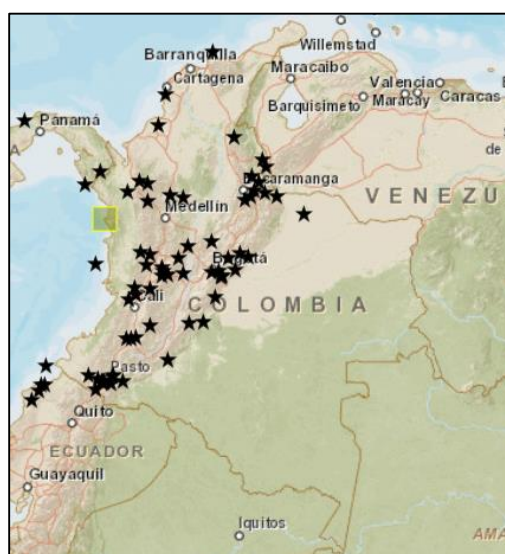 Willemstad
Barranquilla
Maracaibo
Cartagena
Valencia
Caracas
Barquisimeto
Maracay
Panamá
de
Bucaramanga
VENEZU
Medellín
Bogotá
COLOMBIA
Cali
Pasto
Quito
ECUADOR
Guayaquil
Iquitos
AMA